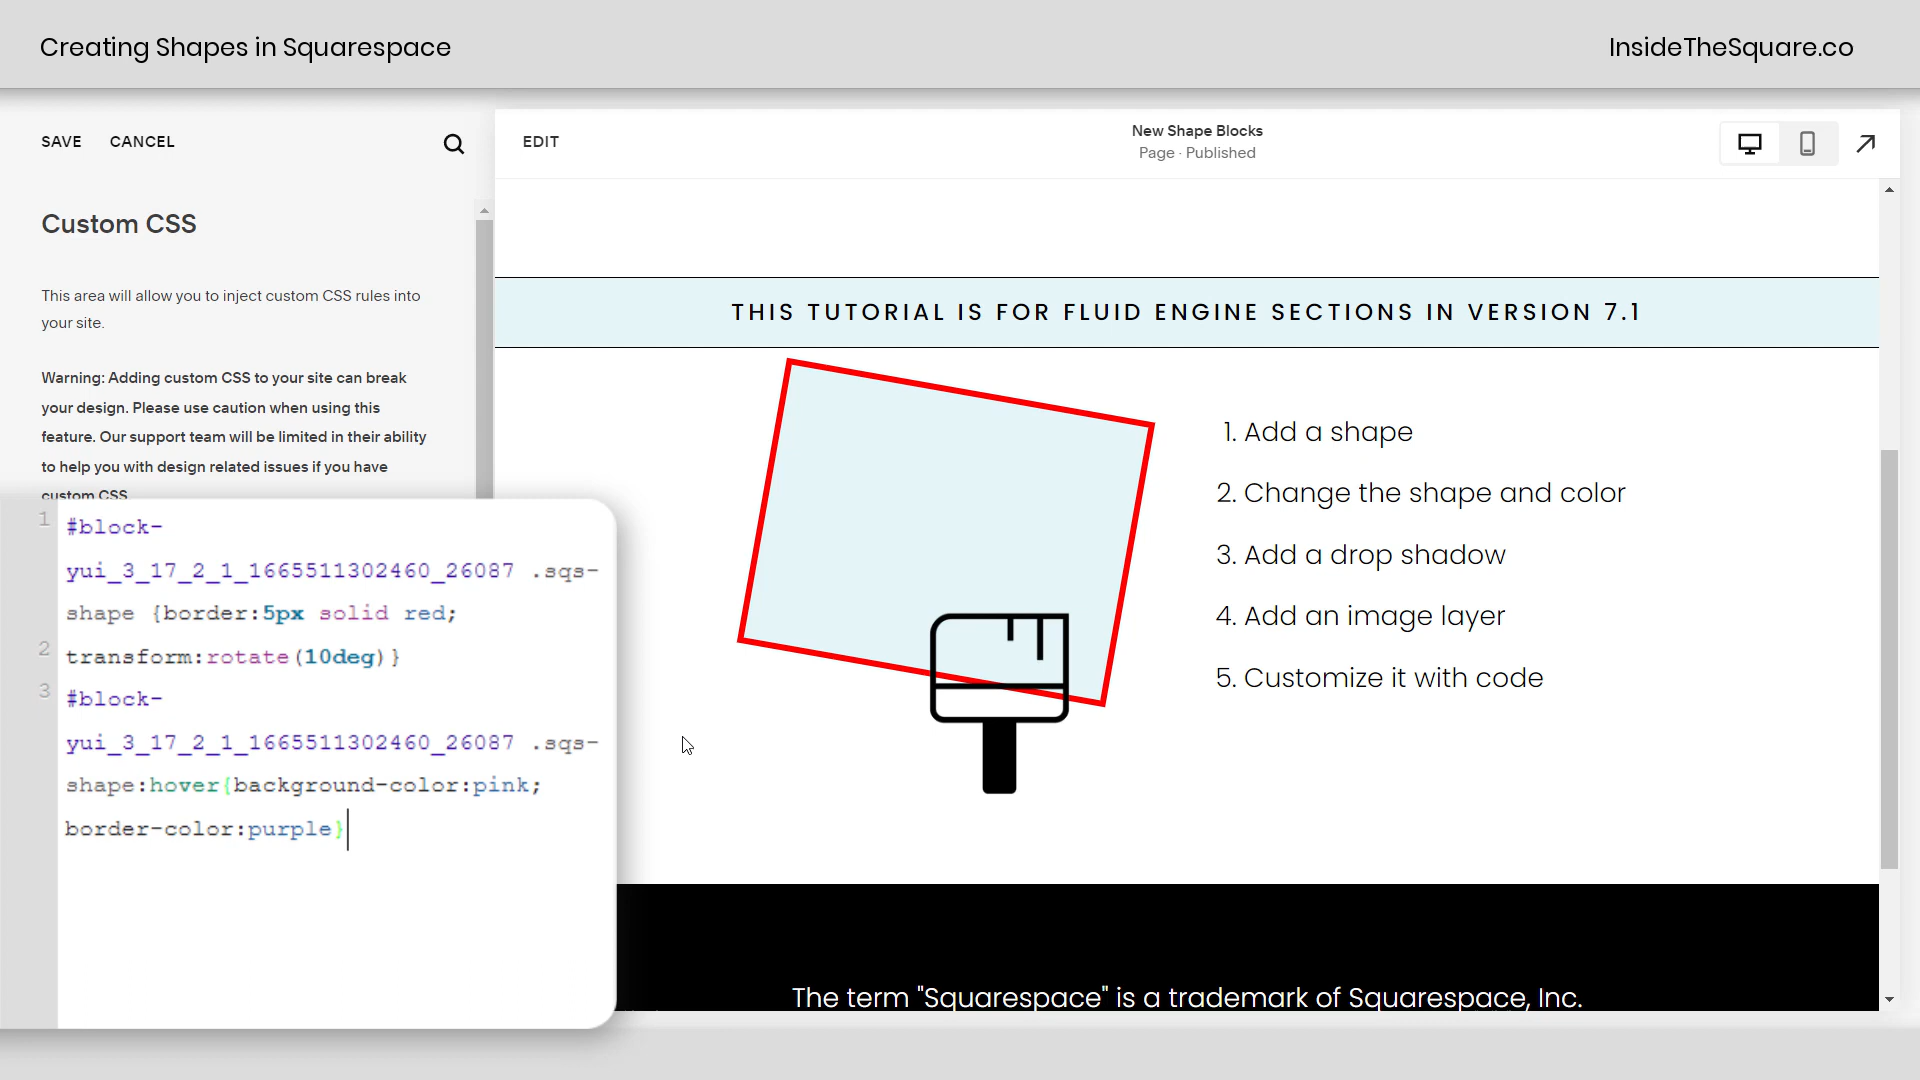 Creating Shapes in Squarespace
InsideTheSquare.co
SAVE
CANCEL
EDIT
New Shape Blocks
Page · Published
Custom CSS
This area will allow you to inject custom CSS rules into
your site.
Warning: Adding custom CSS to your site can break
your design. Please use caution when using this
feature. Our support team will be limited in their ability
to help you with design related issues if you have
custom CSS.
1 #block-
yui_3_17_2_1_1665511302460_26087 .sqs-
shape {border:5px solid red;
2 transform:rotate(10deg)}
3 #block-
yui_3_17_2_1_1665511302460_26087 .sqs-
shape:hover{background-color:pink;
border-color:purple}
THIS TUTORIAL IS FOR FLUID ENGINE SECTIONS IN VERSION 7.1
1. Add a shape
2. Change the shape and color
3. Add a drop shadow
4. Add an image layer
5. Customize it with code
The term "Squarespace" is a trademark of Squarespace, Inc.